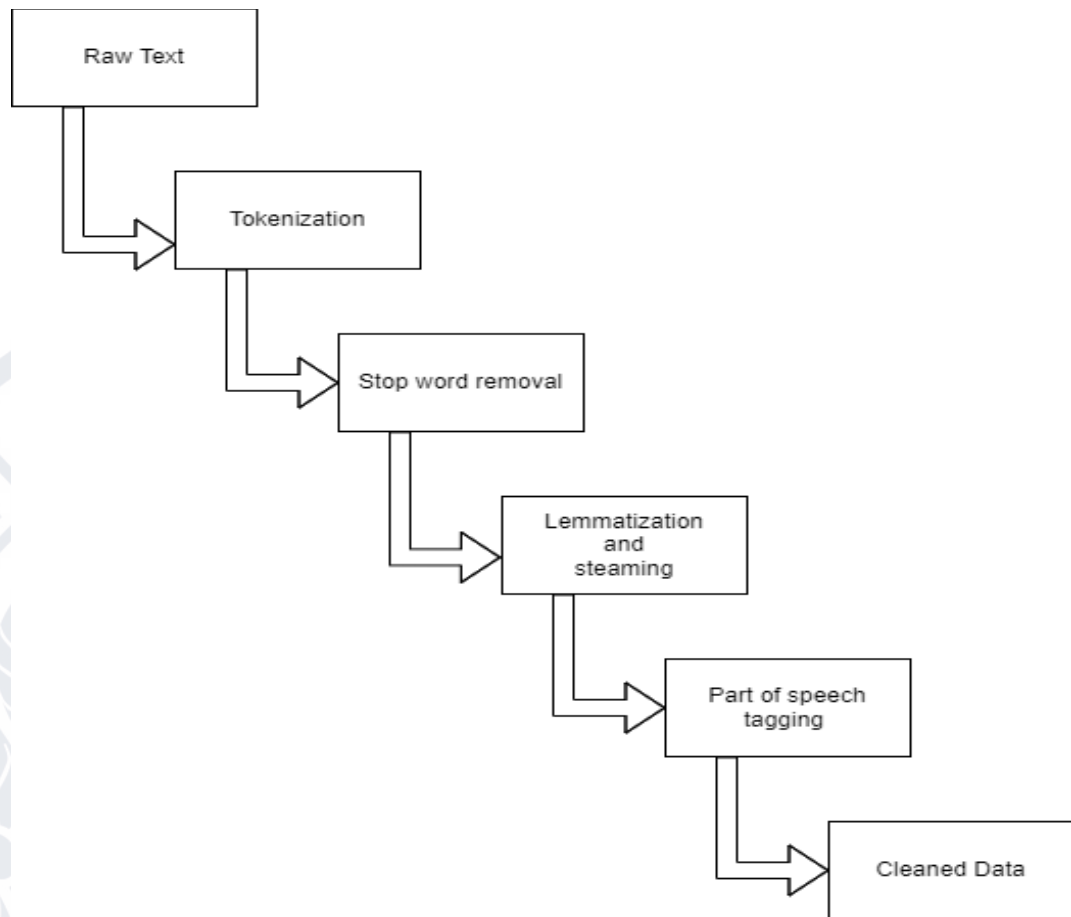 Raw Text
Tokenization
Stop word removal
Lemmatization
and
steaming
Part of speech
tagging
Cleaned Data